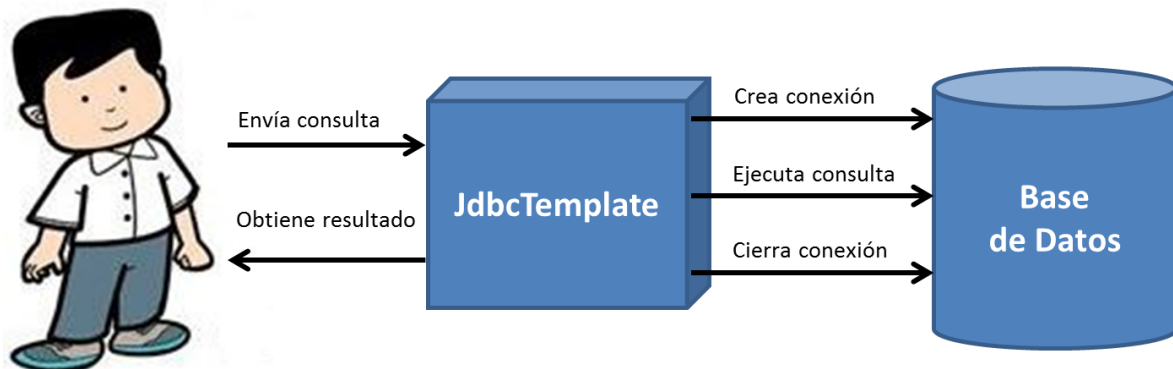 Envía consulta
Obtiene resultado
JdbcTemplate
Crea conexión
Ejecuta consulta
Cierra conexión
Base
de Datos